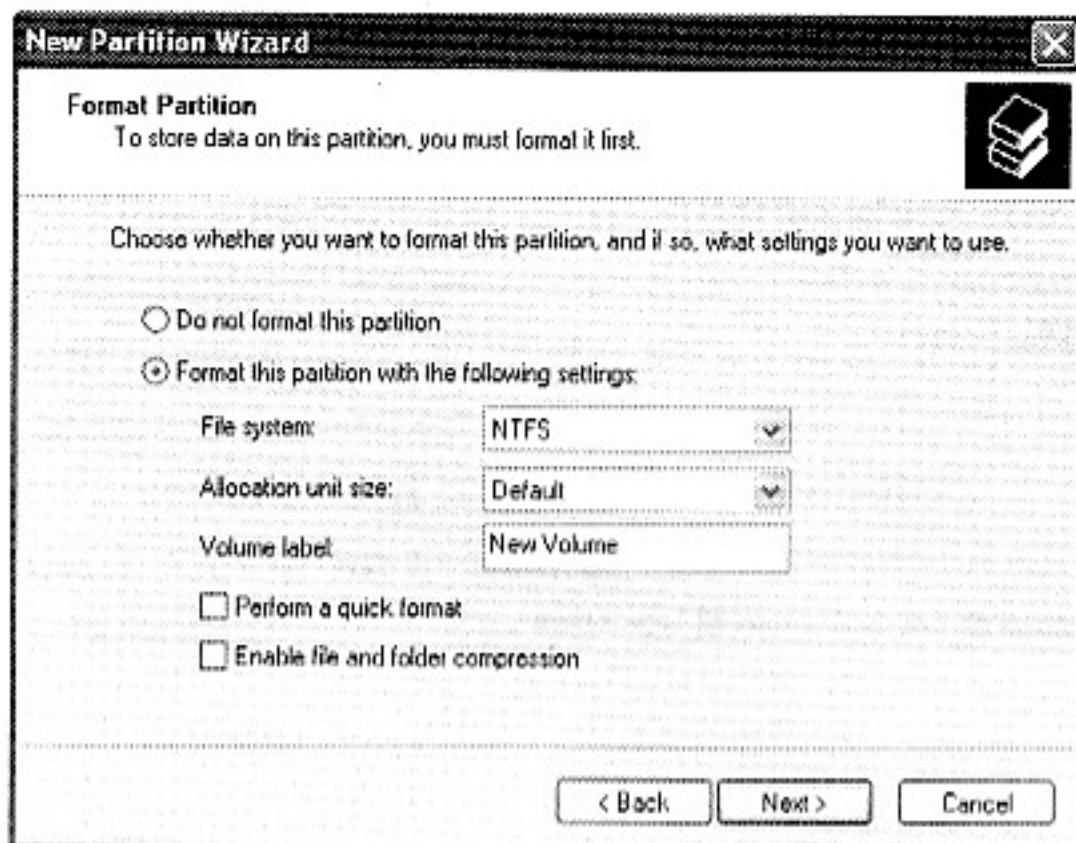 New Partition Wizard
Format Partition
To store data on this partition, you must format it first.
Choose whether you want to format this partition, and if so, what settings you want to use.
Do not format this partition
Format this partition with the following settings:
File system: NTFS
Allocation unit size: Default
Volume label: New Volume
Perform a quick format
Enable file and folder compression
< Back Next > Cancel